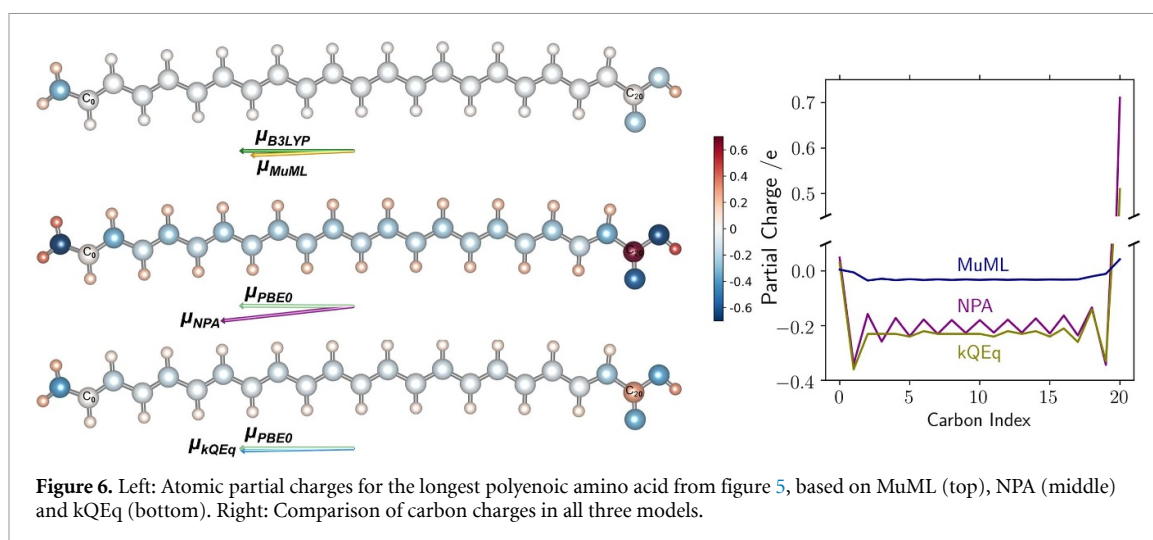 C0
C20
μB3LYP
μMuML
C0
μPBE0
μNPA
C0
C20
μPBE0
μkQEq
0.6
0.4
0.2
0
-0.2
-0.4
-0.6
Partial Charge /e
0.7
0.6
0.5
0.0
−0.2
−0.4
MuML
NPA
kQEq
0
5
10
15
20
Carbon Index
Figure 6. Left: Atomic partial charges for the longest polyenoic amino acid from figure 5, based on MuML (top), NPA (middle)
and kQEq (bottom). Right: Comparison of carbon charges in all three models.